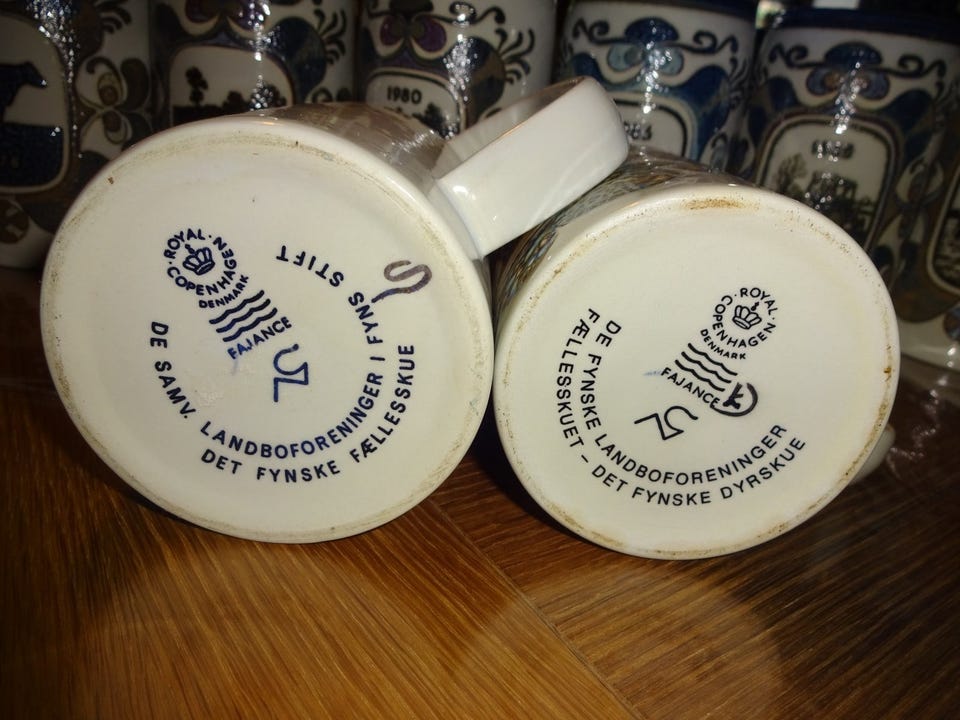 1980
ROYAL
COPENHAGEN
DENMARK
FAJANCE
DE SAMV. LANDBOFORENINGER I FYNS STIFT
DET FYNSKE FÆLLESSKUE
ROYAL
COPENHAGEN
DENMARK
FAJANCE
DE FYNSKE LANDBOFORENINGER
FÆLLESSKUET - DET FYNSKE DYRSKUE